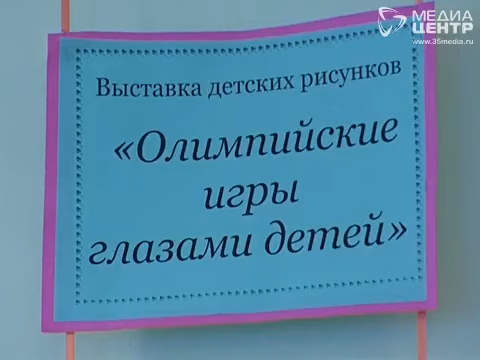 МЕДИА
ЦЕНТР
www.35media.ru
Выставка детских рисунков
«Олимпийские
игры
глазами детей»